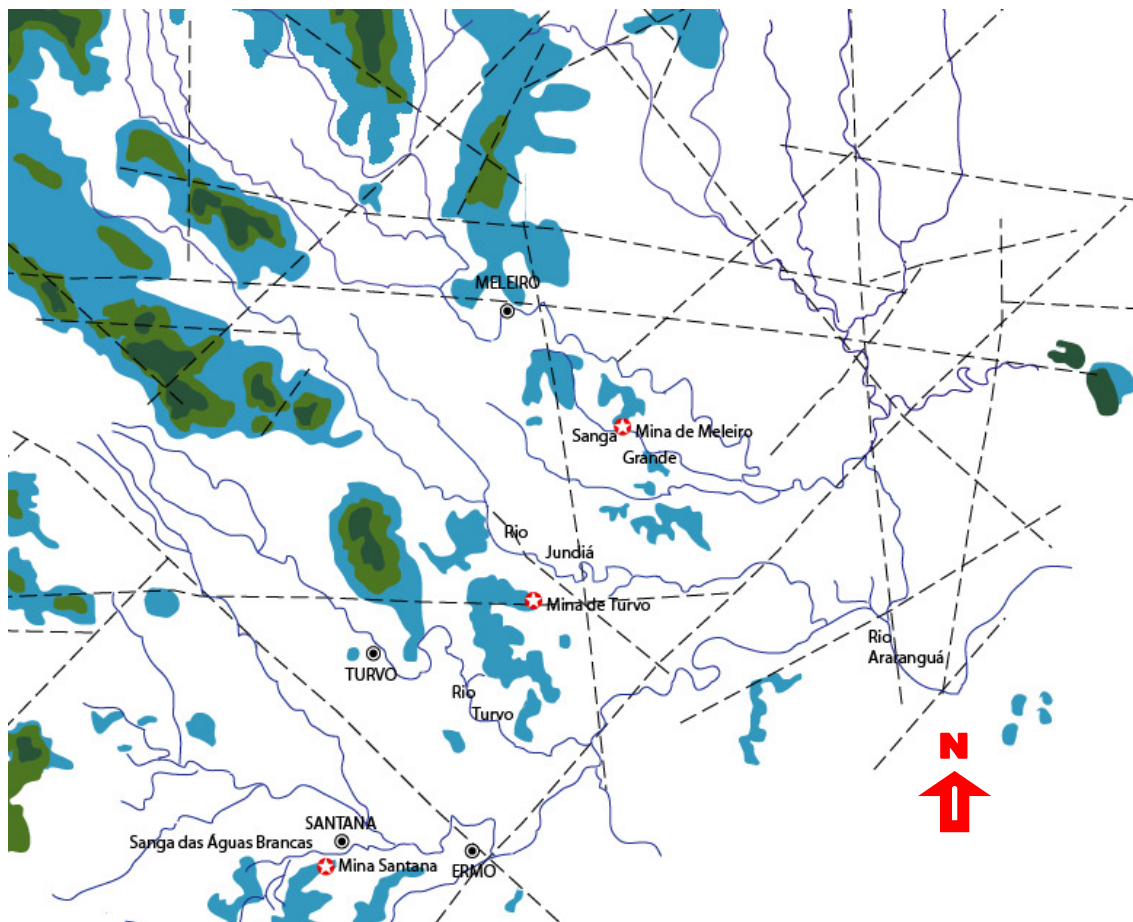 MELEIRO
Sanga
Mina de Meleiro
Grande
Rio
Jundiá
Mina de Turvo
TURVO
Rio
Turvo
Rio
Araranguá
N
SANTANA
Sanga das Águas Brancas
Mina Santana
ERMO